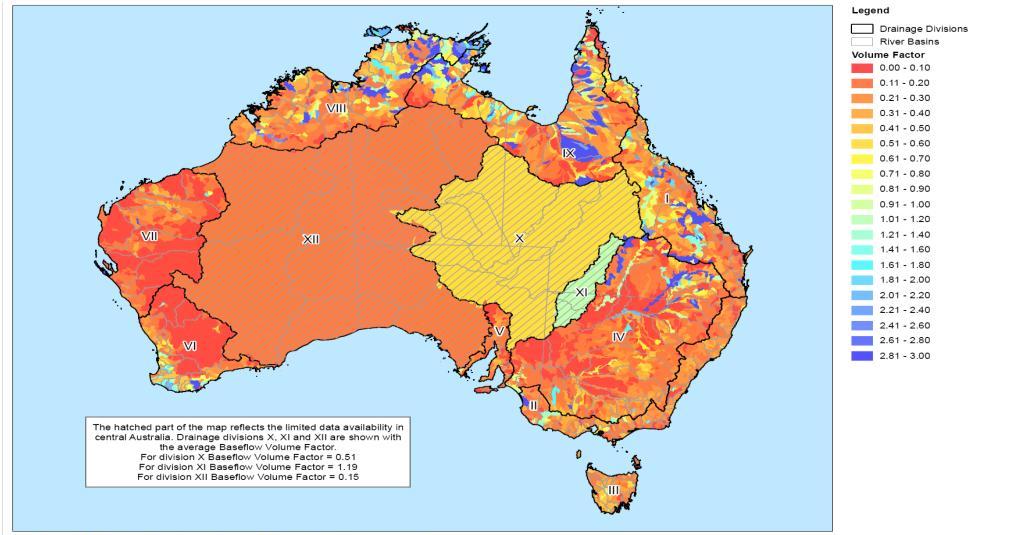 Legend
Drainage Divisions
River Basins
Volume Factor
0.00 - 0.10
0.11 - 0.20
0.21 - 0.30
0.31 - 0.40
0.41 - 0.50
0.51 - 0.60
0.61 - 0.70
0.71 - 0.80
0.81 - 0.90
0.91 - 1.00
1.01 - 1.20
1.21 - 1.40
1.41 - 1.60
1.61 - 1.80
1.81 - 2.00
2.01 - 2.20
2.21 - 2.40
2.41 - 2.60
2.61 - 2.80
2.81 - 3.00
VIII
IX
I
VII
XII
X
XI
V
IV
VI
II
III
The hatched part of the map reflects the limited data availability in
central Australia. Drainage divisions X, XI and XII are shown with
the average Baseflow Volume Factor.
For division X Baseflow Volume Factor = 0.51
For division XI Baseflow Volume Factor = 1.19
For division XII Baseflow Volume Factor = 0.15